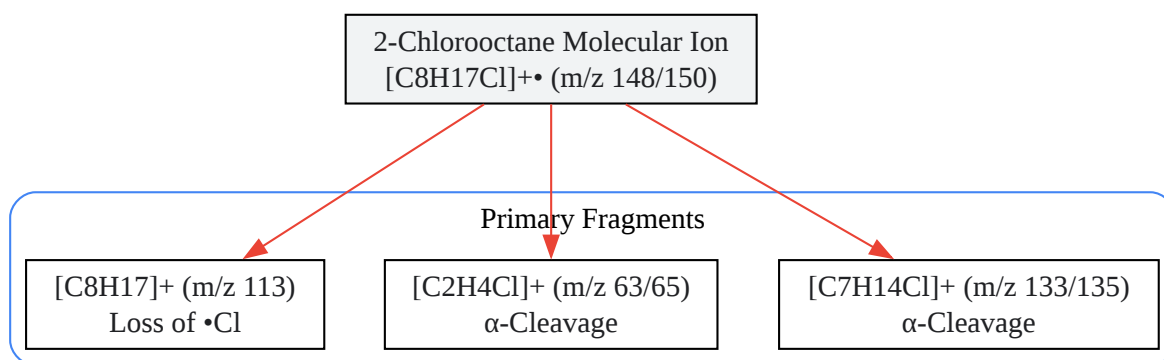 2-Chlorooctane Molecular Ion
[C8H17Cl]+• (m/z 148/150)
Primary Fragments
[C8H17]+ (m/z 113)
Loss of •Cl
[C2H4Cl]+ (m/z 63/65)
α-Cleavage
[C7H14Cl]+ (m/z 133/135)
α-Cleavage